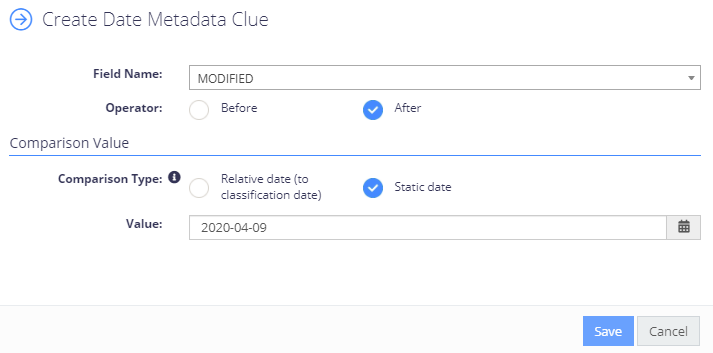 Create Date Metadata Clue
Field Name: MODIFIED
Operator: Before After
Comparison Value
Comparison Type: Relative date (to classification date) Static date
Value: 2020-04-09
Save Cancel